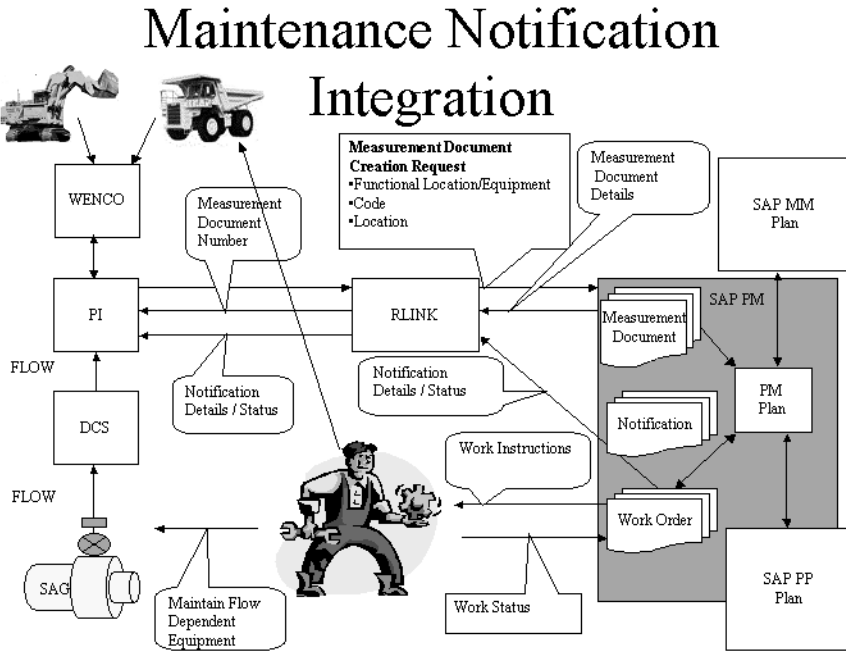 Maintenance Notification
Integration
WENCO
Measurement
Document
Number
Measurement Document
Creation Request
•Functional Location/Equipment
•Code
•Location
Measurement
Document
Details
SAP MM
Plan
PI
RLINK
SAP PM
Measurement
Document
FLOW
Notification
Details / Status
Notification
Details / Status
PM
Plan
DCS
Notification
Work Instructions
FLOW
Work Order
SAG
Maintain Flow
Dependent
Equipment
Work Status
SAP PP
Plan